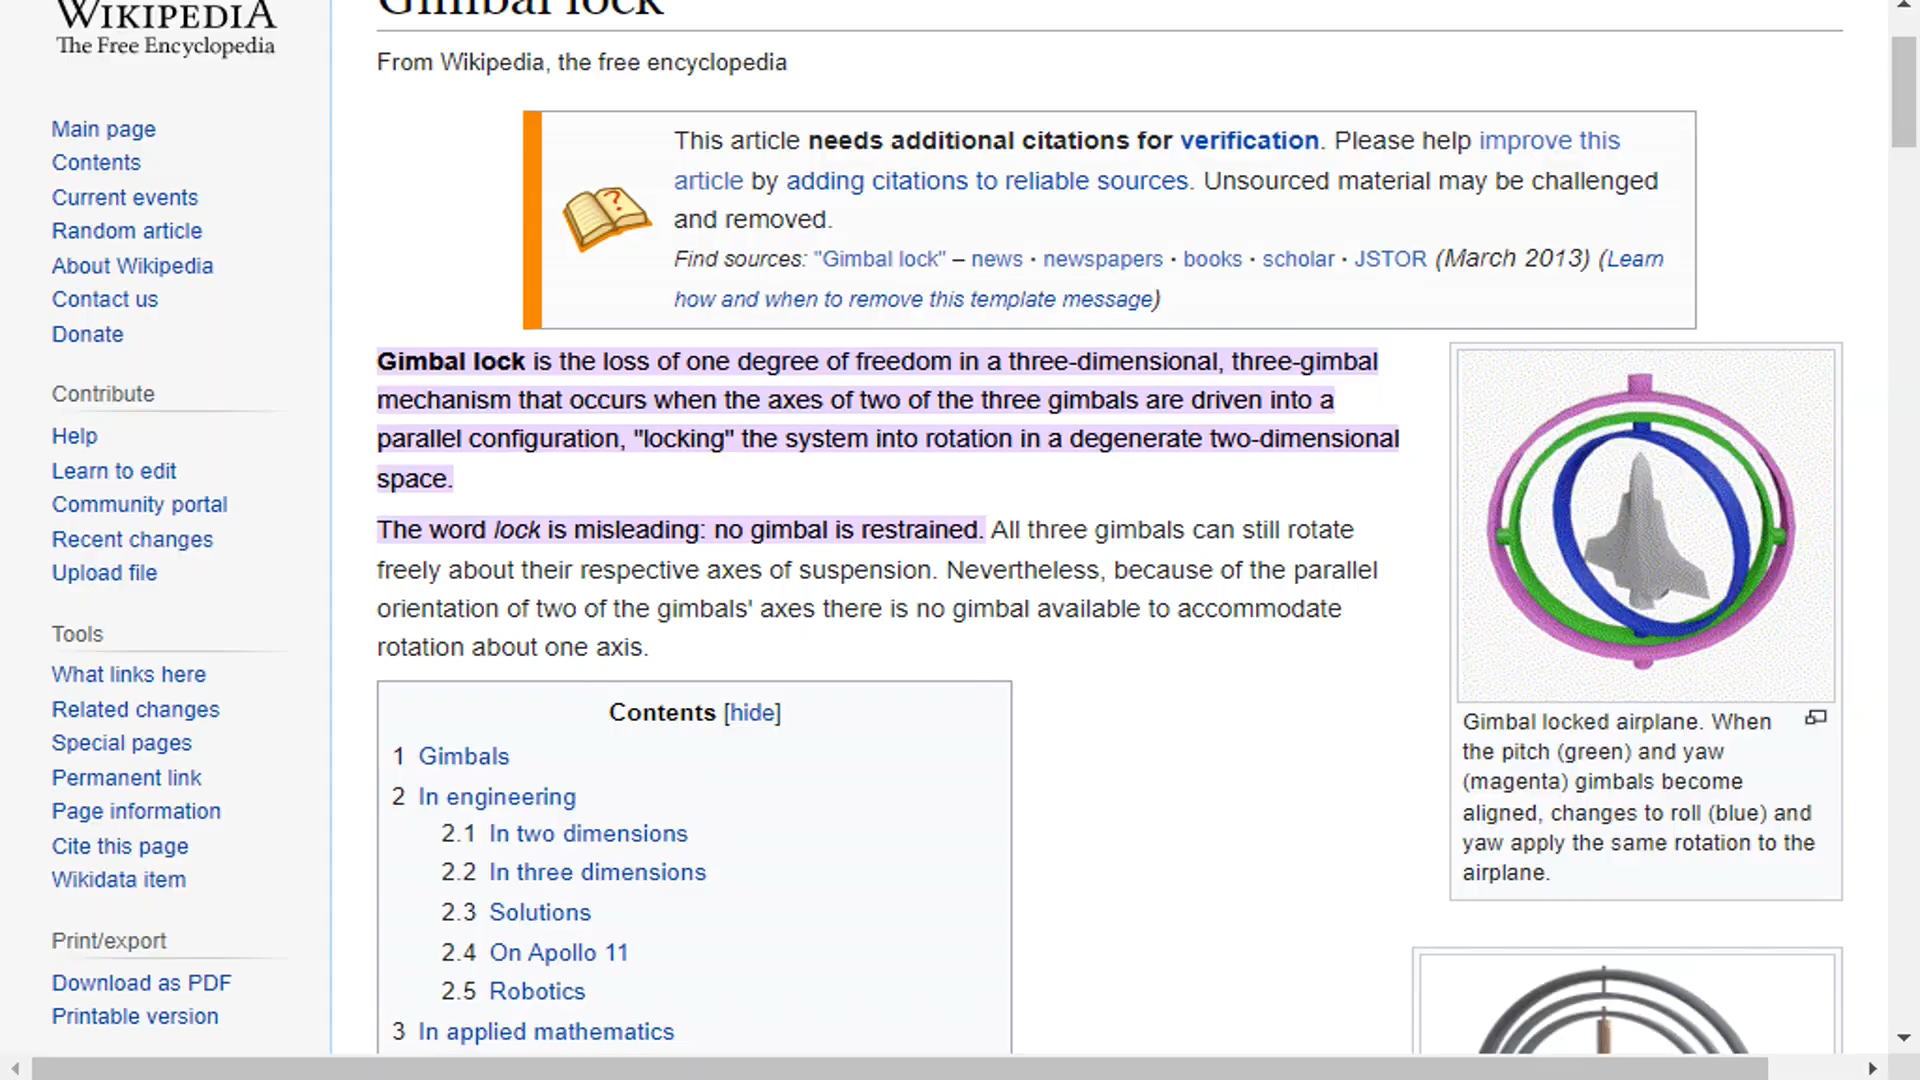 WIKIPEDIA
The Free Encyclopedia
Main page
Contents
Current events
Random article
About Wikipedia
Contact us
Donate
Contribute
Help
Learn to edit
Community portal
Recent changes
Upload file
Tools
What links here
Related changes
Special pages
Permanent link
Page information
Cite this page
Wikidata item
Print/export
Download as PDF
Printable version
Gimbal lock
From Wikipedia, the free encyclopedia
This article needs additional citations for verification. Please help improve this
article by adding citations to reliable sources. Unsourced material may be challenged
and removed.
Find sources: "Gimbal lock" – news · newspapers · books · scholar · JSTOR (March 2013) (Learn
how and when to remove this template message)
Gimbal lock is the loss of one degree of freedom in a three-dimensional, three-gimbal
mechanism that occurs when the axes of two of the three gimbals are driven into a
parallel configuration, "locking" the system into rotation in a degenerate two-dimensional
space.
The word lock is misleading: no gimbal is restrained. All three gimbals can still rotate
freely about their respective axes of suspension. Nevertheless, because of the parallel
orientation of two of the gimbals' axes there is no gimbal available to accommodate
rotation about one axis.
Contents [hide]
1 Gimbals
2 In engineering
2.1 In two dimensions
2.2 In three dimensions
2.3 Solutions
2.4 On Apollo 11
2.5 Robotics
3 In applied mathematics
Gimbal locked airplane. When
the pitch (green) and yaw
(magenta) gimbals become
aligned, changes to roll (blue) and
yaw apply the same rotation to the
airplane.